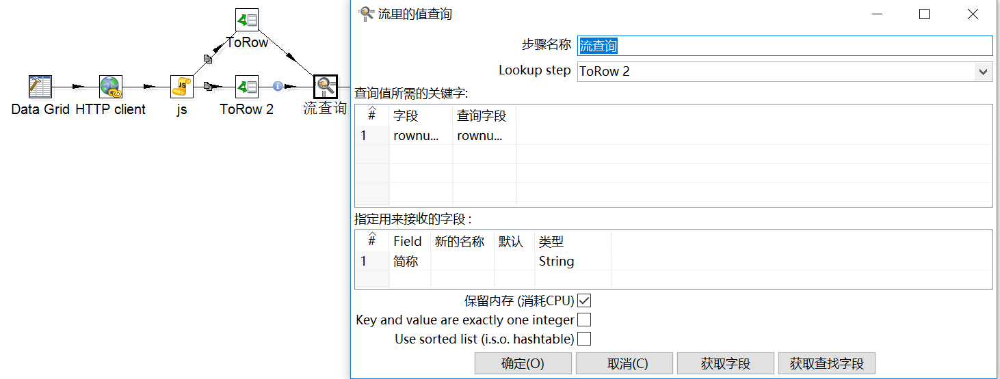 ToRow
Data Grid
HTTP client
js
JS
ToRow 2
流查询
流里的值查询
步骤名称 流查询
Lookup step ToRow 2
查询值所需的关键字:
# 字段 查询字段
1 rownu... rownu...
指定用来接收的字段 :
# Field 新的名称 默认 类型
1 简称 String
保留内存 (消耗CPU)
Key and value are exactly one integer
Use sorted list (i.s.o. hashtable)
确定(O) 取消(C) 获取字段 获取查找字段